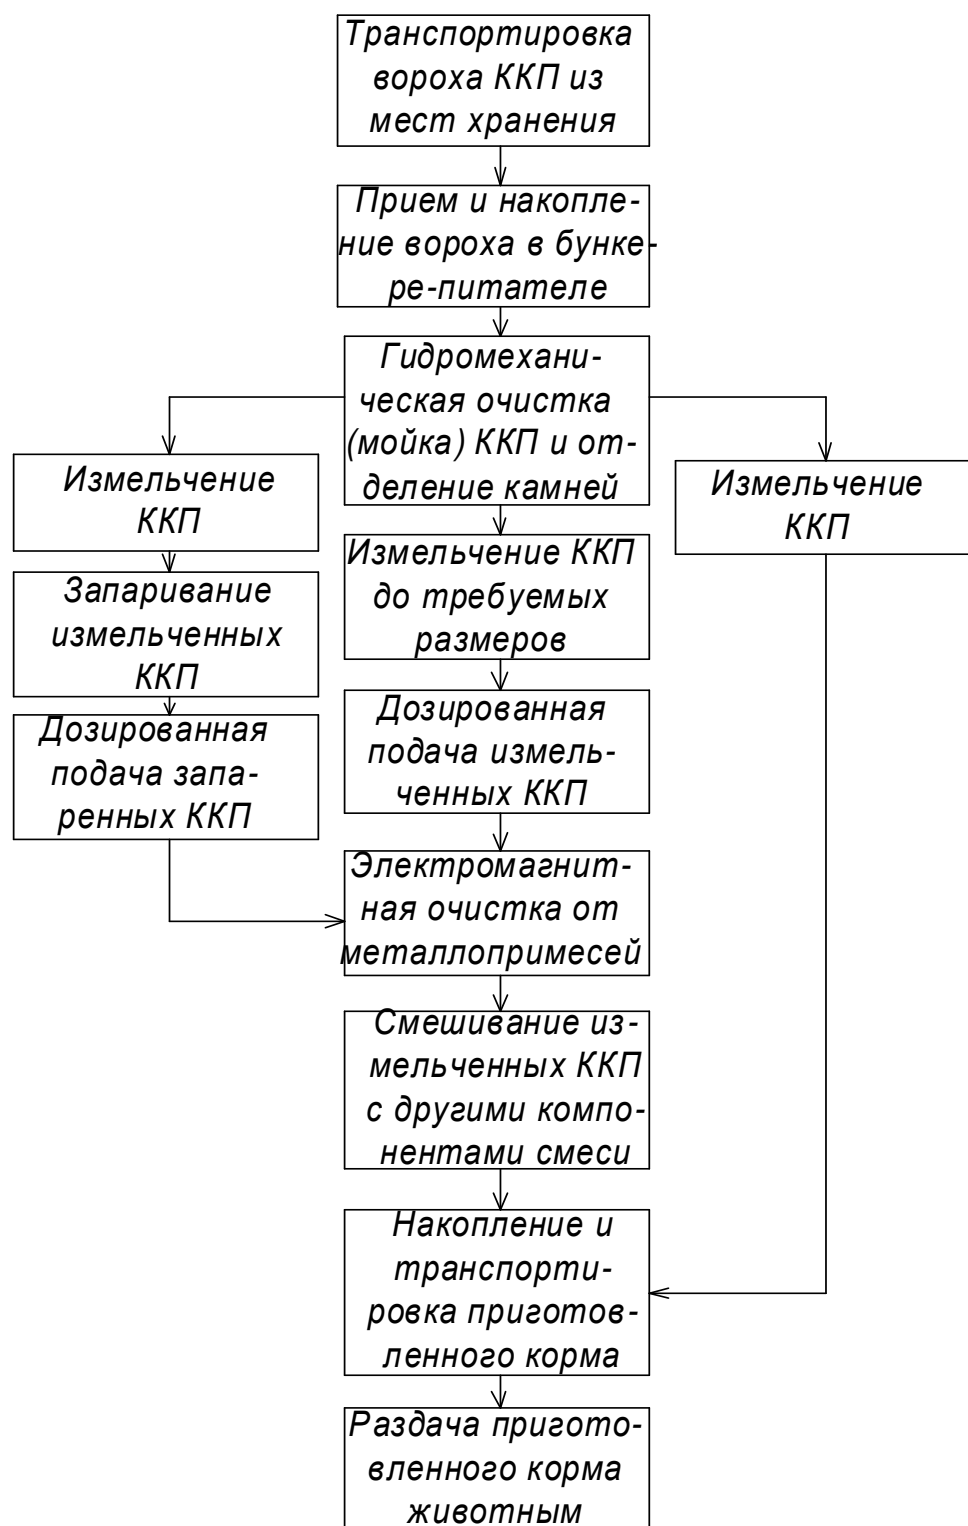 Транспортировка
вороха ККП из
мест хранения
Прием и накопле-
ние вороха в бунке-
ре-питателе
Гидромехани-
ческая очистка
(мойка) ККП и от-
деление камней
Измельчение
ККП
Запаривание
измельченных
ККП
Дозированная
подача запа-
ренных ККП
Измельчение ККП
до требуемых
размеров
Дозированная
подача измель-
ченных ККП
Измельчение
ККП
Электромагнит-
ная очистка от
металлопримесей
Смешивание из-
мельченных ККП
с другими компо-
нентами смеси
Накопление и
транспорти-
ровка приготов-
ленного корма
Раздача пригото-
вленного корма
животным